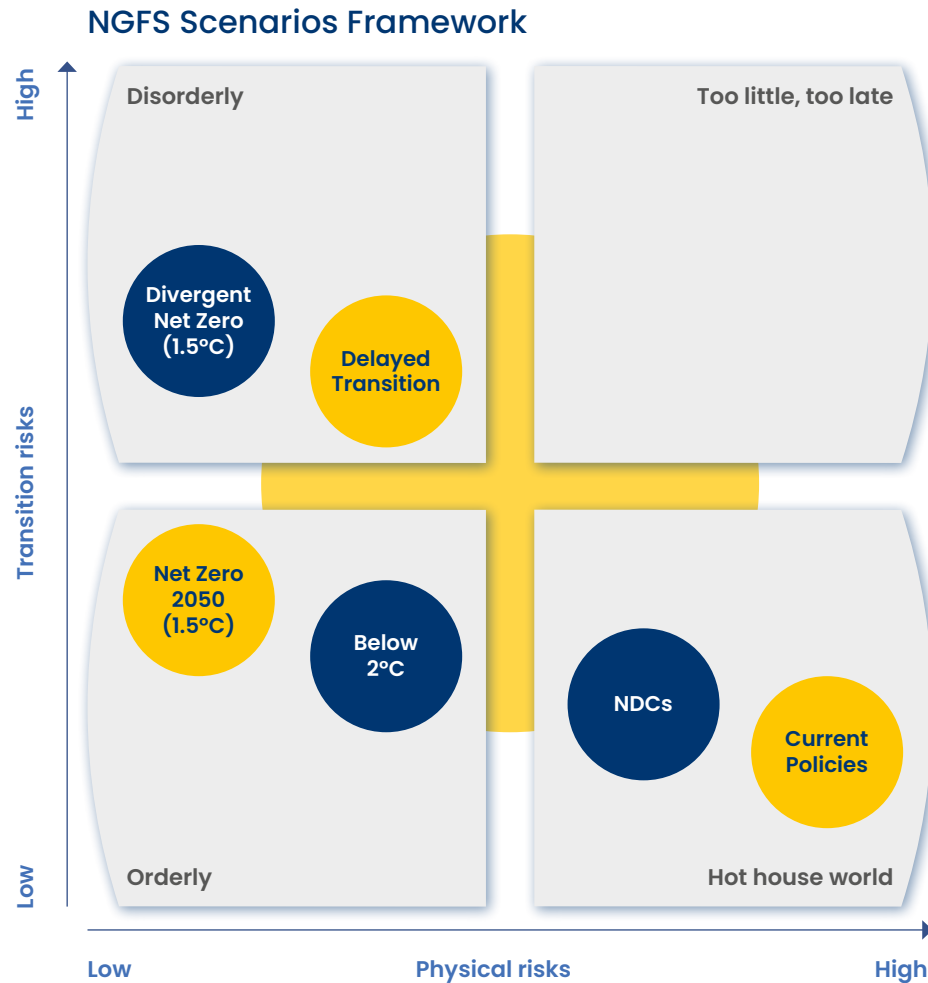 NGFS Scenarios Framework
High
Transition risks
Low
Disorderly
Divergent
Net Zero
(1.5°C)
Delayed
Transition
Too little, too late
Net Zero
2050
(1.5°C)
Below
2°C
Orderly
NDCs
Current
Policies
Hot house world
Low
Physical risks
High